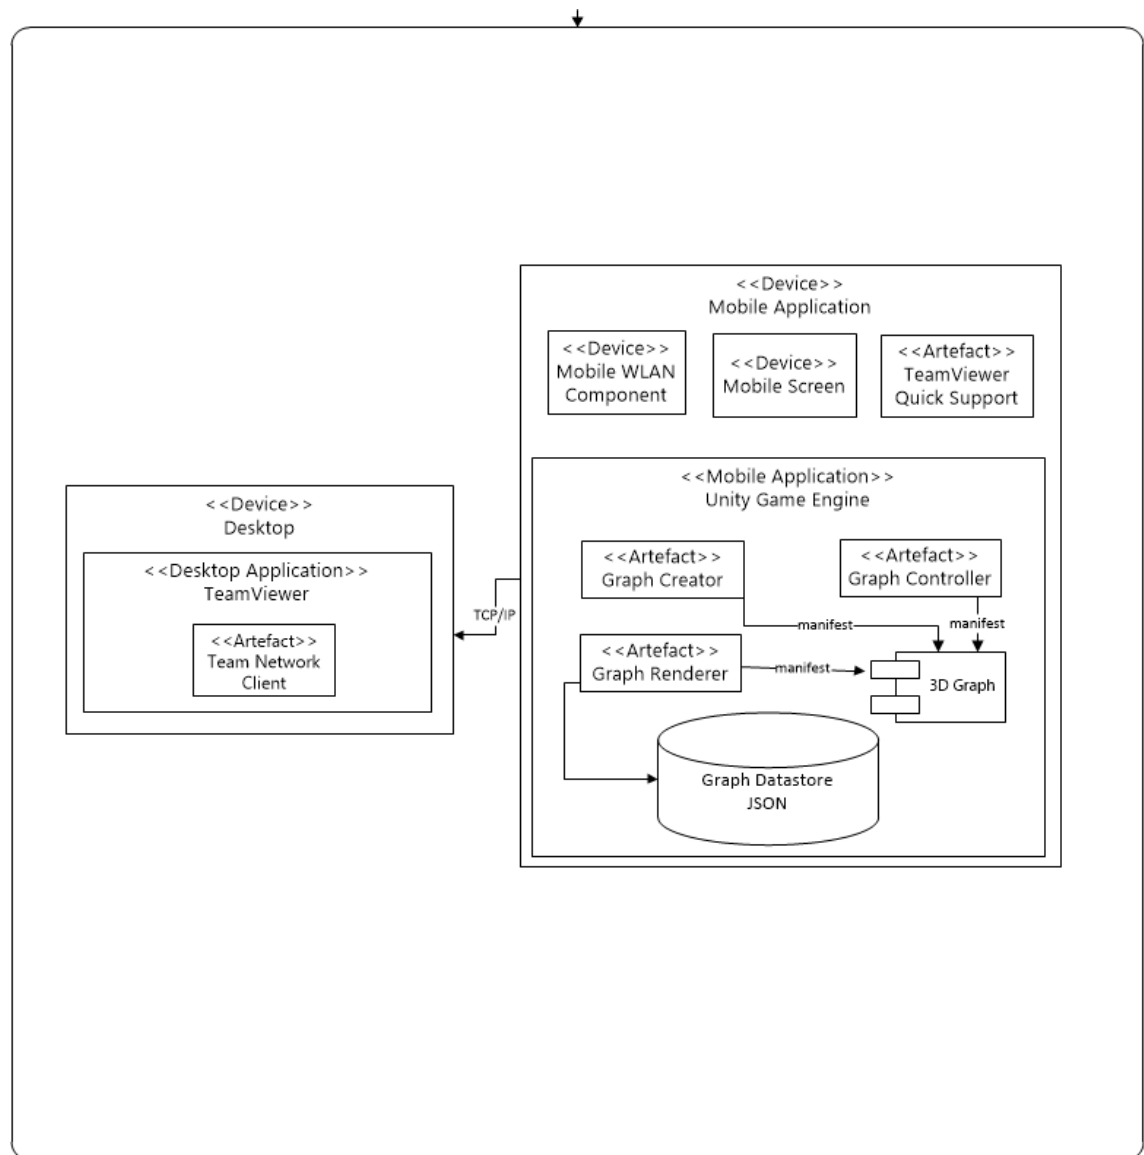 <<Device>>
Mobile Application
<<Device>>
Mobile WLAN
Component
<<Device>>
Mobile Screen
<<Artefact>>
TeamViewer
Quick Support
<<Mobile Application>>
Unity Game Engine
<<Device>>
Desktop
<<Desktop Application>>
TeamViewer
<<Artefact>>
Team Network
Client
TCP/IP
<<Artefact>>
Graph Creator
<<Artefact>>
Graph Controller
manifest
manifest
<<Artefact>>
Graph Renderer
manifest
3D Graph
Graph Datastore
JSON